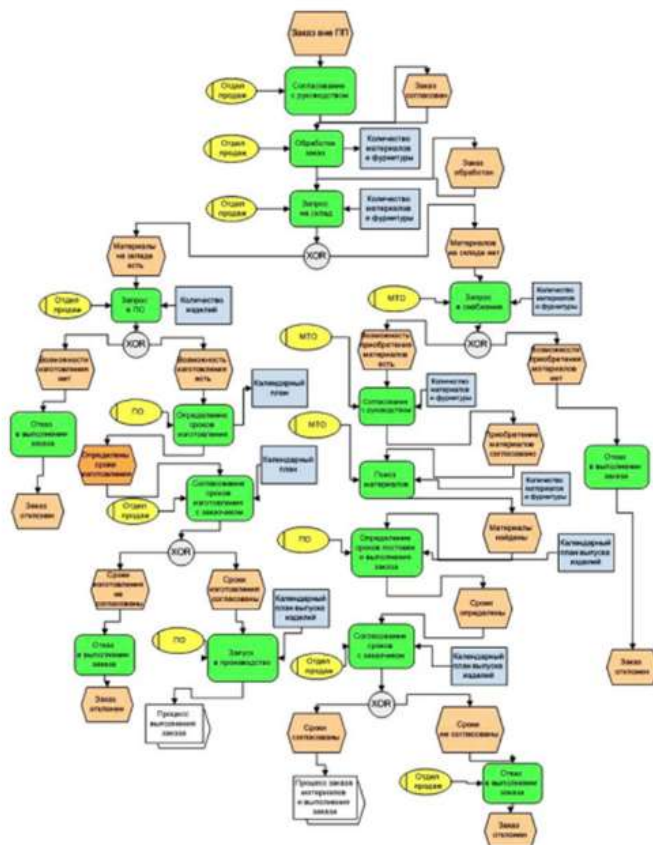 Заказ вне ПП
Отдел
продаж
Согласование
с руководством
Заказ
согласован
Отдел
продаж
Обработка
заказа
Количество
материалов
и фурнитуры
Заказ
обработан
Отдел
продаж
Запрос
на склад
Количество
материалов
и фурнитуры
XOR
Материалы
на складе
есть
Материалов
на складе нет
Отдел
продаж
Запрос
в ПО
Количество
изделий
МТО
Запрос
в снабжение
Количество
материалов
и фурнитуры
XOR
XOR
Возможности
изготовления
нет
Возможность
изготовления
есть
МТО
Возможность
приобретения
материалов
есть
Возможности
приобретения
материалов
нет
Календарный
план
Количество
материалов
и фурнитуры
Отказ
в выполнении
заказа
ПО
Определение
сроков
изготовления
Согласование
с руководством
МТО
Приобретение
материалов
согласовано
Определены
сроки
изготовления
Календарный
план
Отказ
в выполнении
заказа
Заказ
отклонен
Отдел
продаж
Согласование
сроков
изготовления
с заказчиком
Поиск
материалов
Количество
материалов
и фурнитуры
Материалы
найдены
XOR
ПО
Определение
сроков поставки
и выполнения
заказа
Календарный
план выпуска
изделий
Сроки
изготовления
не
согласованы
Сроки
изготовления
согласованы
Календарный
план выпуска
изделий
Сроки
определены
Отказ
в выполнении
заказа
ПО
Запуск
в производство
Отдел
продаж
Согласование
сроков
с заказчиком
Календарный
план выпуска
изделий
Заказ
отклонен
Заказ
отклонен
Процесс
выполнения
заказа
XOR
Сроки
согласованы
Сроки
не согласованы
Процесс заказа
материалов
и выполнения
заказа
Отдел
продаж
Отказ
в выполнении
заказа
Заказ
отклонен